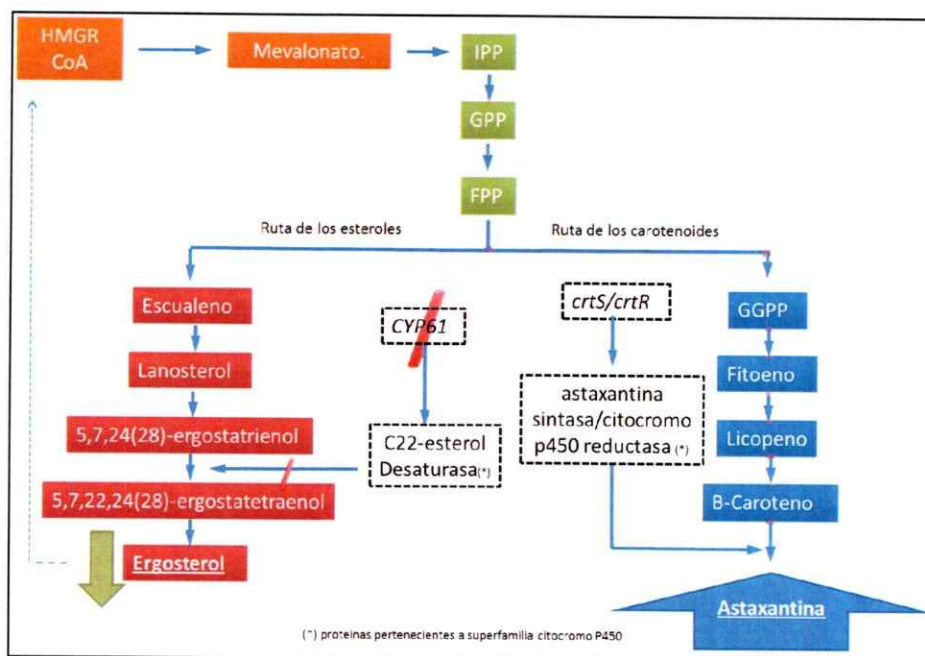 HMGR
CoA
Mevalonato.
IPP
GPP
FPP
Ruta de los esteroles
Ruta de los carotenoides
Escualeno
Lanosterol
5,7,24(28)-ergostatrienol
5,7,22,24(28)-ergostatetraenol
Ergosterol
CYP61
C22-esterol
Desaturasa(*)
crtS/crtR
astaxantina
sintasa/citocromo
p450 reductasa (*)
GGPP
Fitoeno
Licopeno
B-Caroteno
Astaxantina
(*) proteinas pertenecientes a superfamilia citocromo P450